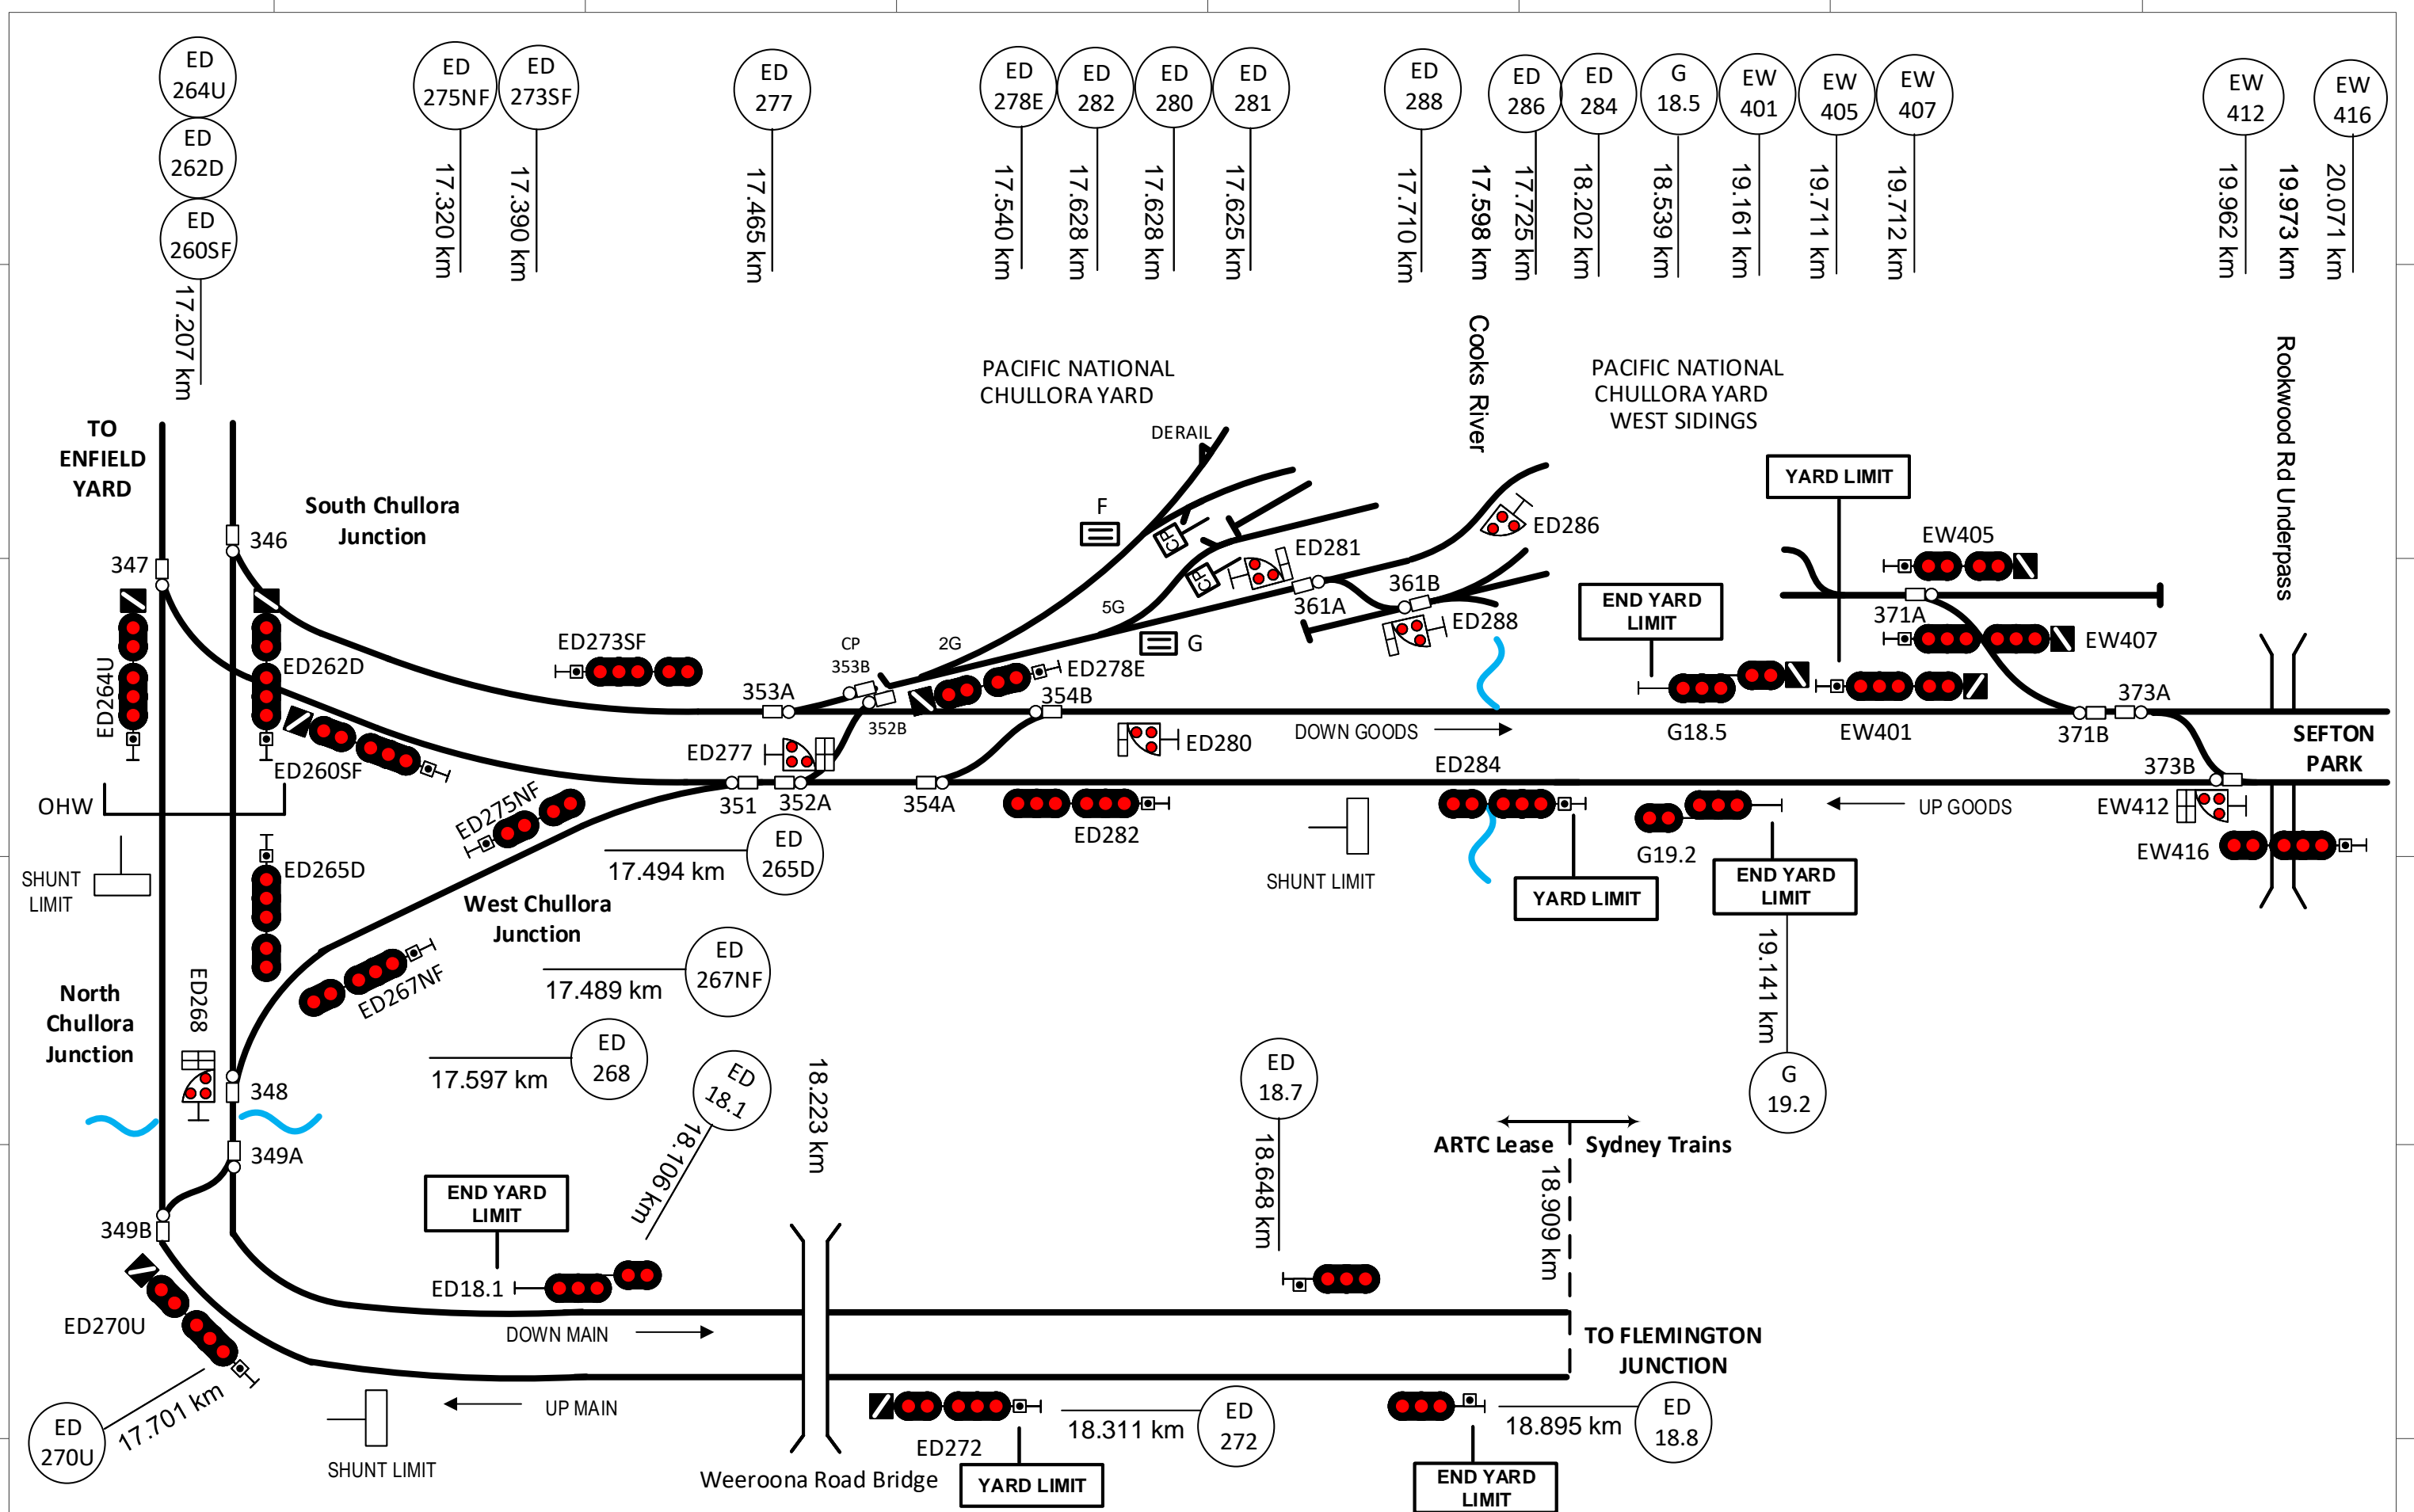 ED
264U
ED
262D
ED
260SF
17.207 km
ED
275NF
17.320 km
ED
273SF
17.390 km
ED
277
17.465 km
ED
278E
17.540 km
ED
282
17.628 km
ED
280
17.628 km
ED
281
17.625 km
ED
288
17.710 km
17.598 km
ED
286
17.725 km
ED
284
18.202 km
G
18.5
18.539 km
EW
401
19.161 km
EW
405
19.711 km
EW
407
19.712 km
EW
412
19.962 km
19.973 km
EW
416
20.071 km
Cooks River
Rookwood Rd Underpass
PACIFIC NATIONAL
CHULLORA YARD
PACIFIC NATIONAL
CHULLORA YARD
WEST SIDINGS
DERAIL
TO
ENFIELD
YARD
South Chullora
Junction
YARD LIMIT
346
347
F
CP
CP
ED281
ED286
361B
361A
ED288
5G
G
2G
END YARD
LIMIT
EW405
371A
EW407
ED264U
ED262D
ED273SF
CP
353B
353A
352B
ED278E
354B
G18.5
EW401
371B
373A
ED260SF
ED277
ED280
DOWN GOODS
SEFTON
PARK
373B
OHW
ED275NF
351
352A
354A
ED282
ED284
UP GOODS
EW412
EW416
G19.2
SHUNT
LIMIT
ED265D
17.494 km
ED
265D
SHUNT LIMIT
YARD LIMIT
END YARD
LIMIT
West Chullora
Junction
ED267NF
17.489 km
ED
267NF
19.141 km
G
19.2
North
Chullora
Junction
ED268
17.597 km
ED
268
348
349A
349B
ED
18.1
18.106 km
18.223 km
ED
18.7
18.648 km
ARTC Lease
Sydney Trains
18.909 km
END YARD
LIMIT
ED18.1
ED270U
DOWN MAIN
TO FLEMINGTON
JUNCTION
UP MAIN
ED
270U
17.701 km
SHUNT LIMIT
Weeroona Road Bridge
ED272
YARD LIMIT
18.311 km
ED
272
18.895 km
ED
18.8
END YARD
LIMIT